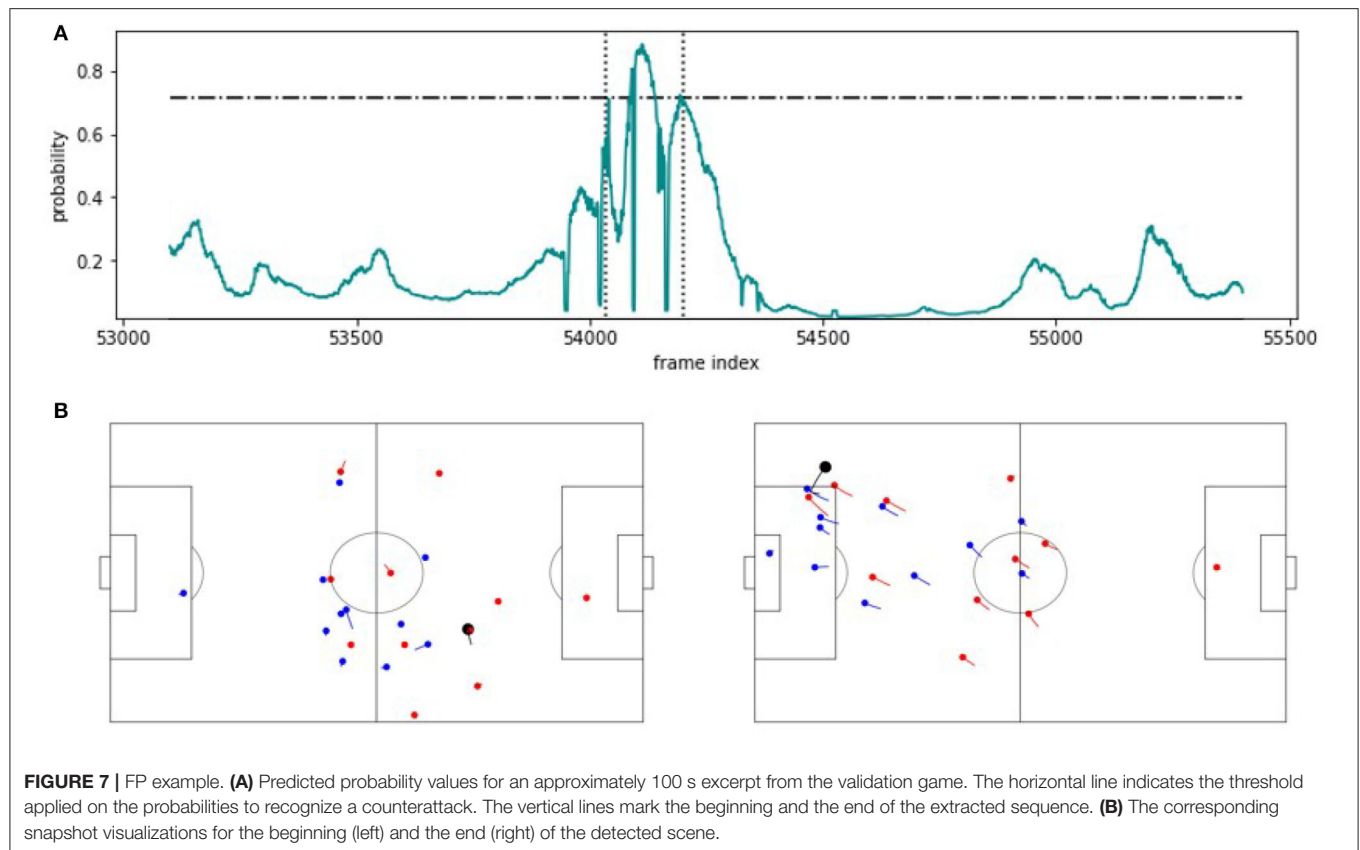 A
0.8
0.6
0.4
0.2
probability
53000 53500 54000 54500 55000 55500
frame index
B
FIGURE 7 | FP example. (A) Predicted probability values for an approximately 100 s excerpt from the validation game. The horizontal line indicates the threshold
applied on the probabilities to recognize a counterattack. The vertical lines mark the beginning and the end of the extracted sequence. (B) The corresponding
snapshot visualizations for the beginning (left) and the end (right) of the detected scene.